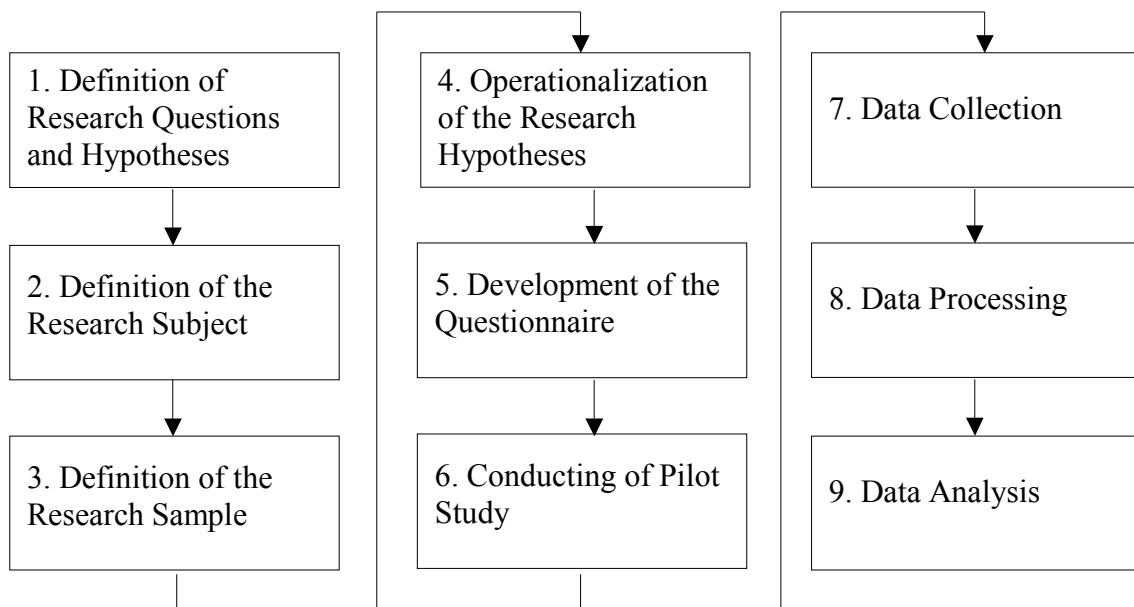 1. Definition of
Research Questions
and Hypotheses
2. Definition of the
Research Subject
3. Definition of the
Research Sample
4. Operationalization
of the Research
Hypotheses
5. Development of the
Questionnaire
6. Conducting of Pilot
Study
7. Data Collection
8. Data Processing
9. Data Analysis